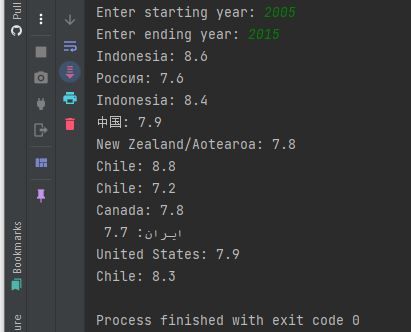 Pull
Enter starting year: 2005
Enter ending year: 2015
Indonesia: 8.6
Россия: 7.6
Indonesia: 8.4
中国: 7.9
New Zealand/Aotearoa: 7.8
Chile: 8.8
Chile: 7.2
Canada: 7.8
ایران: 7.7
United States: 7.9
Chile: 8.3
Process finished with exit code 0
Bookmarks